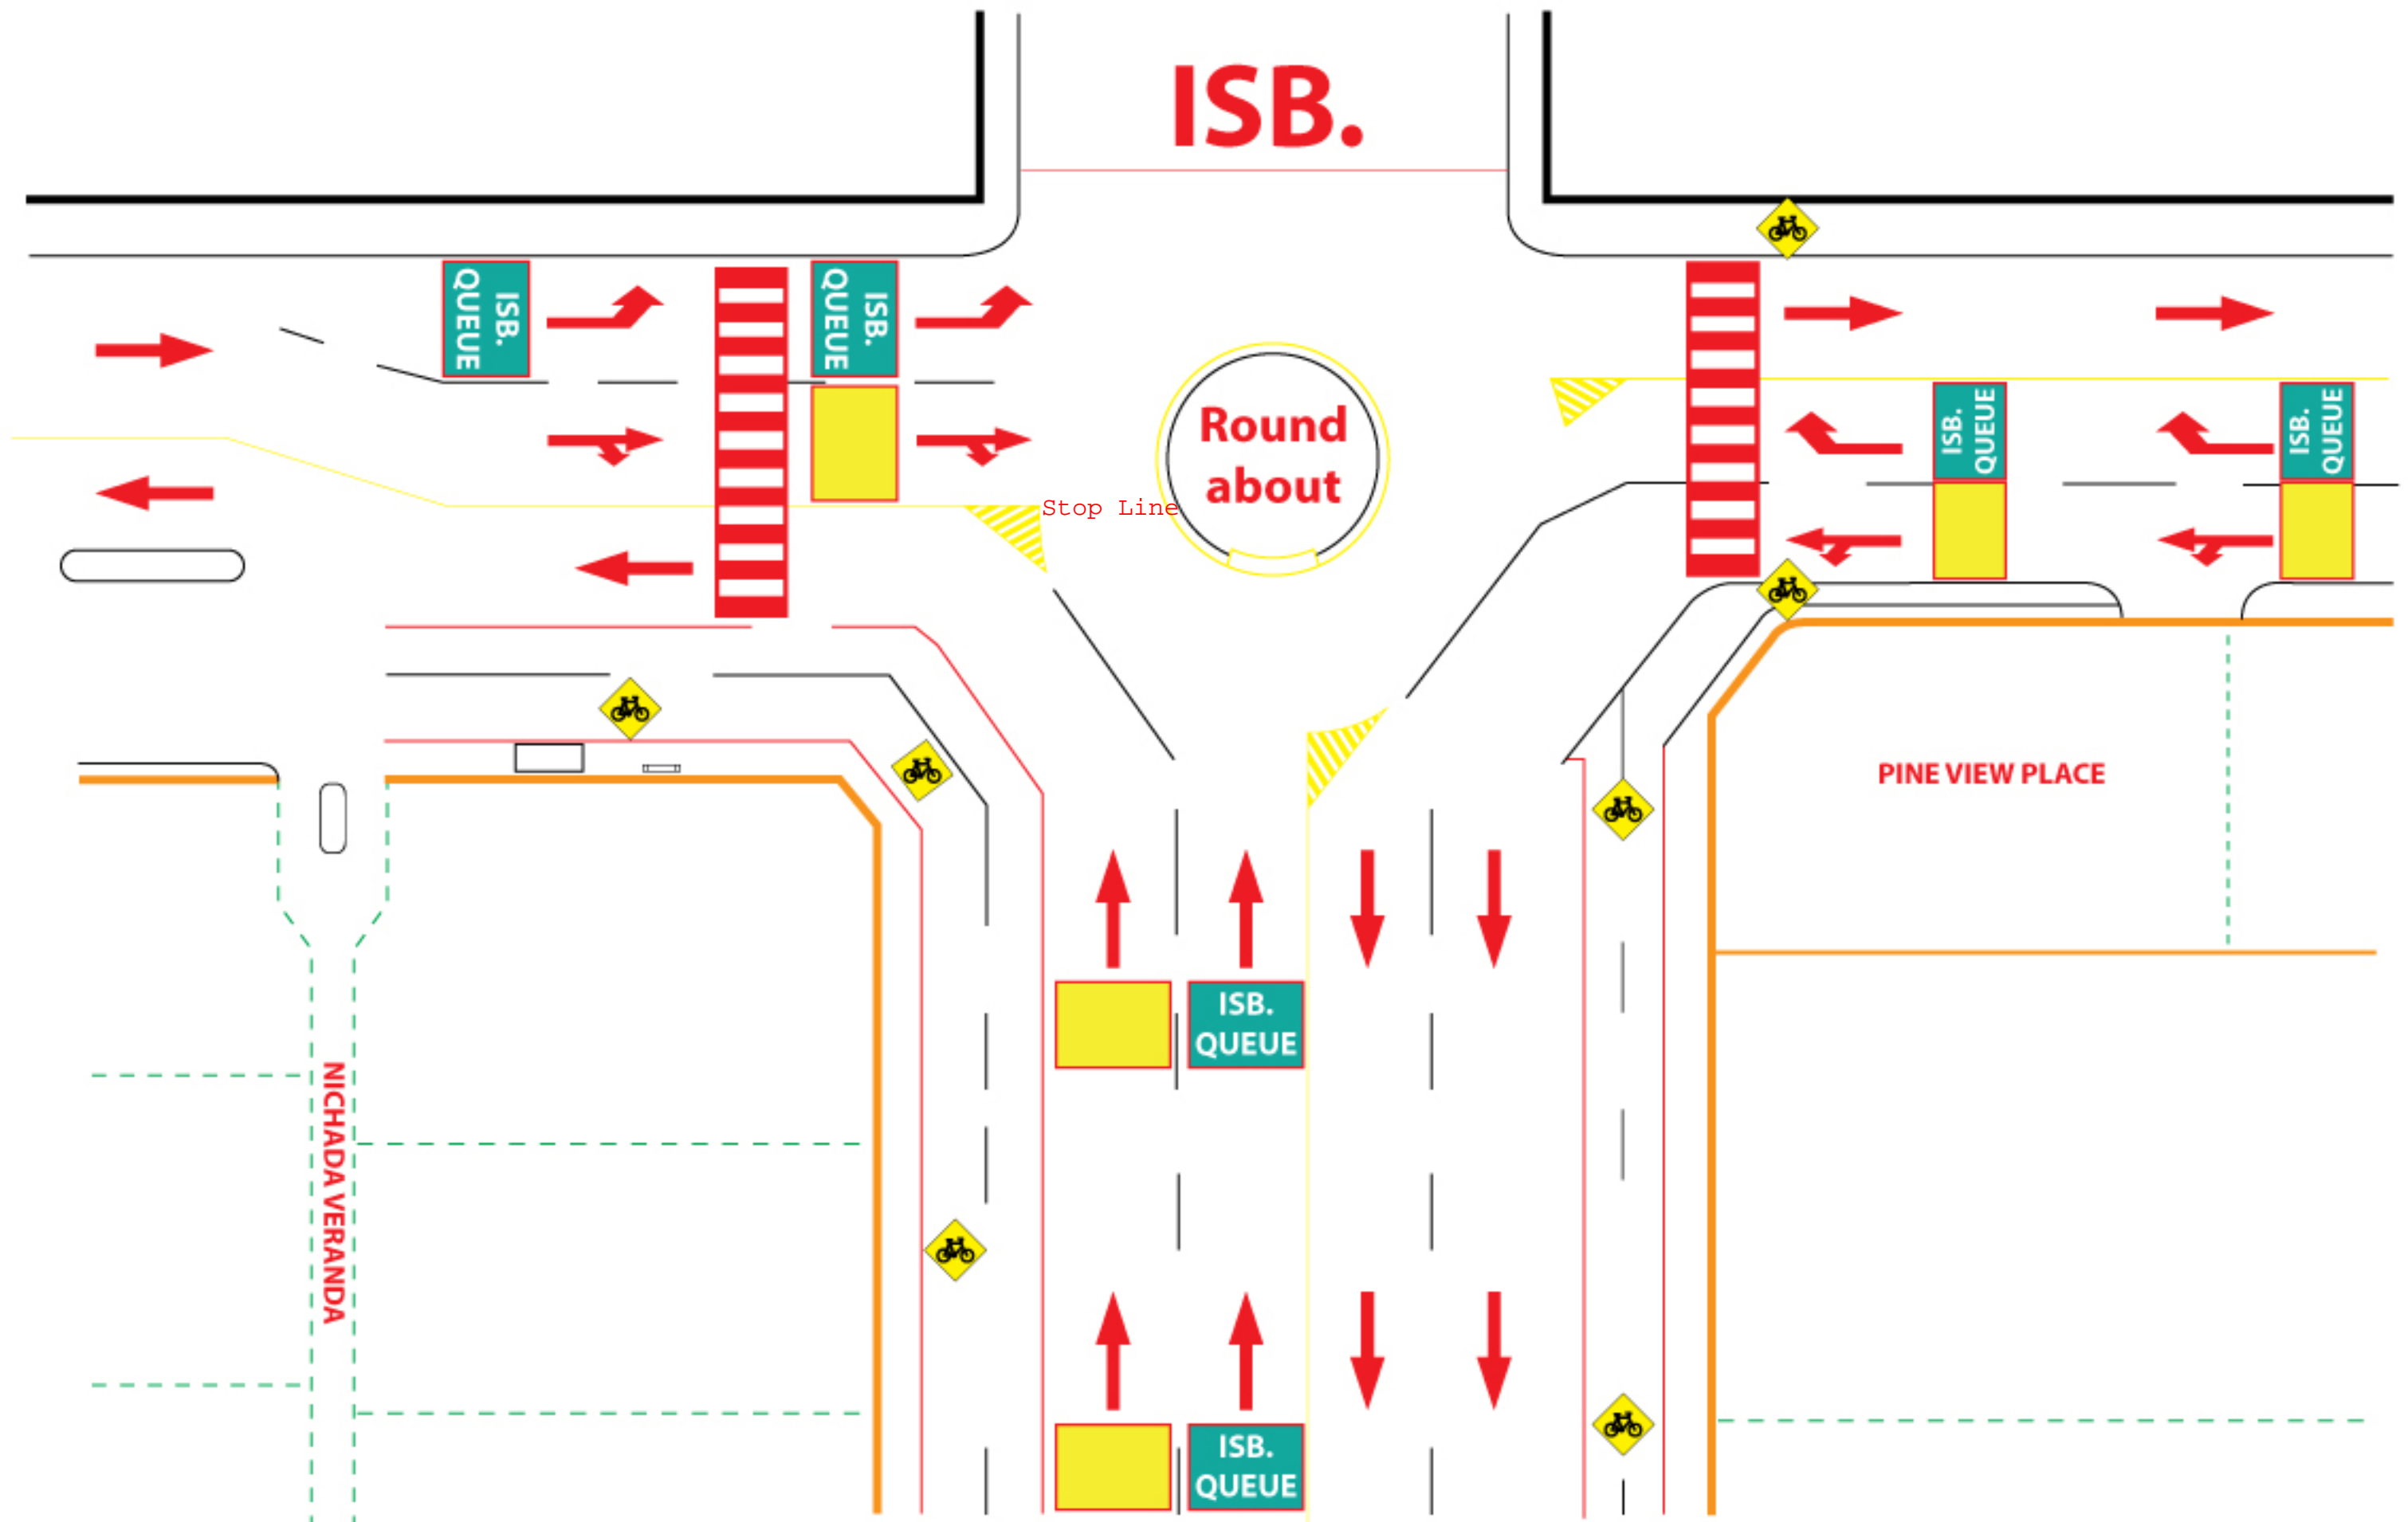 ISB.
ISB.
QUEUE
ISB.
QUEUE
Round
about
Stop Line
ISB.
QUEUE
ISB.
QUEUE
PINE VIEW PLACE
ISB.
QUEUE
NICHADA VERANDA
ISB.
QUEUE